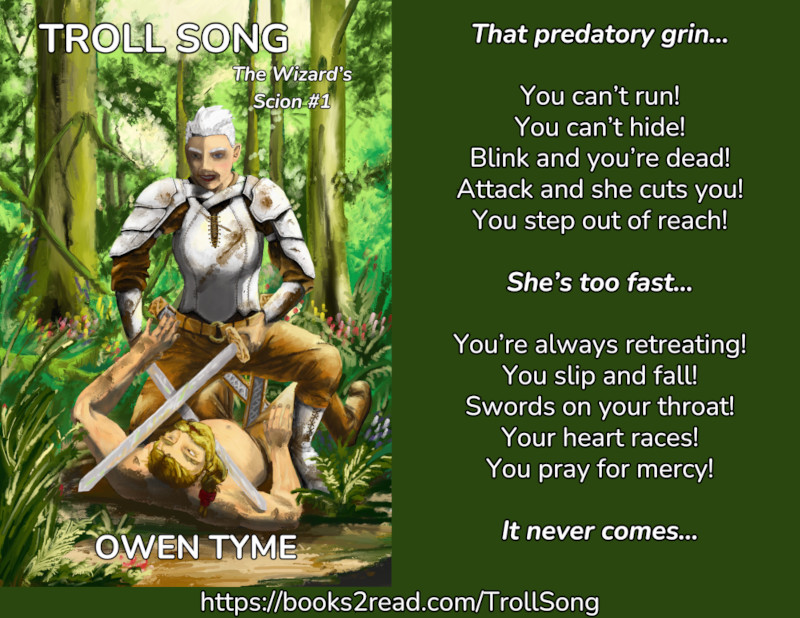 TROLL SONG
The Wizard's
Scion #1
OWEN TYME
That predatory grin...
You can't run!
You can't hide!
Blink and you're dead!
Attack and she cuts you!
You step out of reach!
She's too fast...
You're always retreating!
You slip and fall!
Swords on your throat!
Your heart races!
You pray for mercy!
It never comes...
https://books2read.com/TrollSong